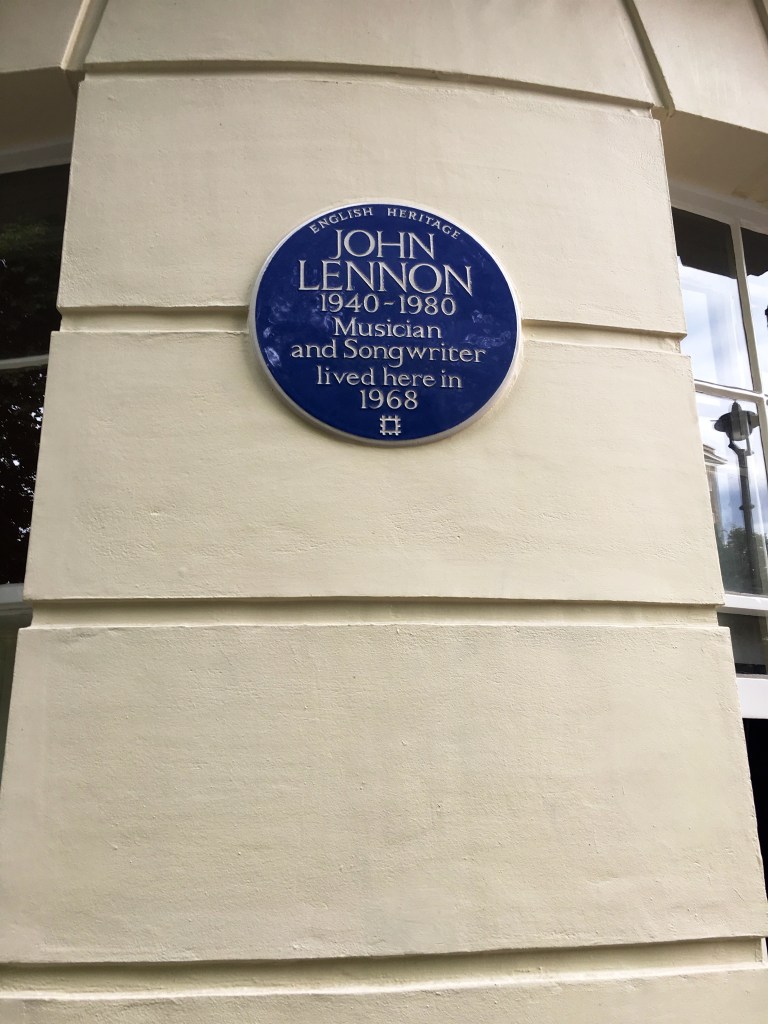 ENGLISH HERITAGE
JOHN
LENNON
1940-1980
Musician
and Songwriter
lived here in
1968